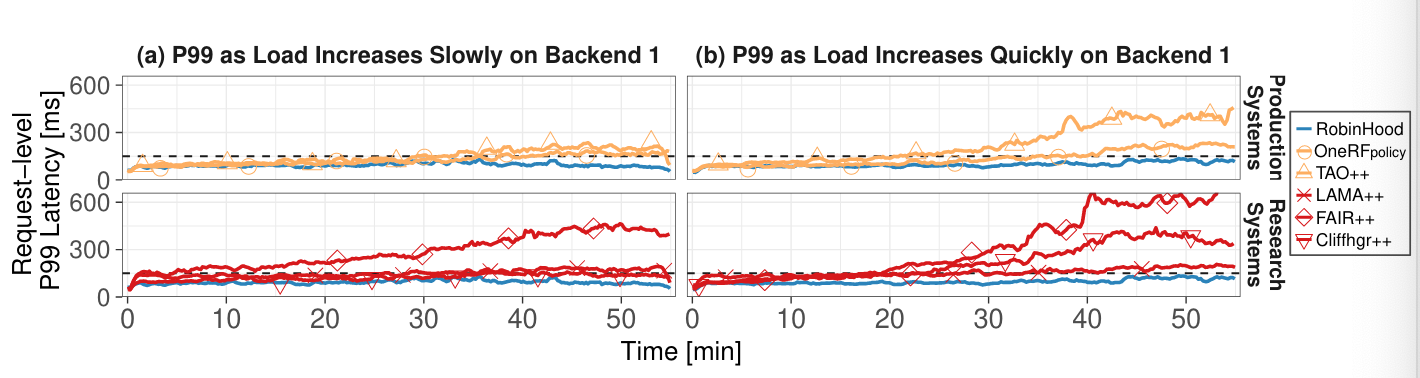 (a) P99 as Load Increases Slowly on Backend 1
(b) P99 as Load Increases Quickly on Backend 1
Request−level
P99 Latency [ms]
600
300
0
600
300
0
Production
Systems
Research
Systems
RobinHood
OneRFpolicy
TAO++
LAMA++
FAIR++
Cliffhgr++
0 10 20 30 40 50
0 10 20 30 40 50
Time [min]